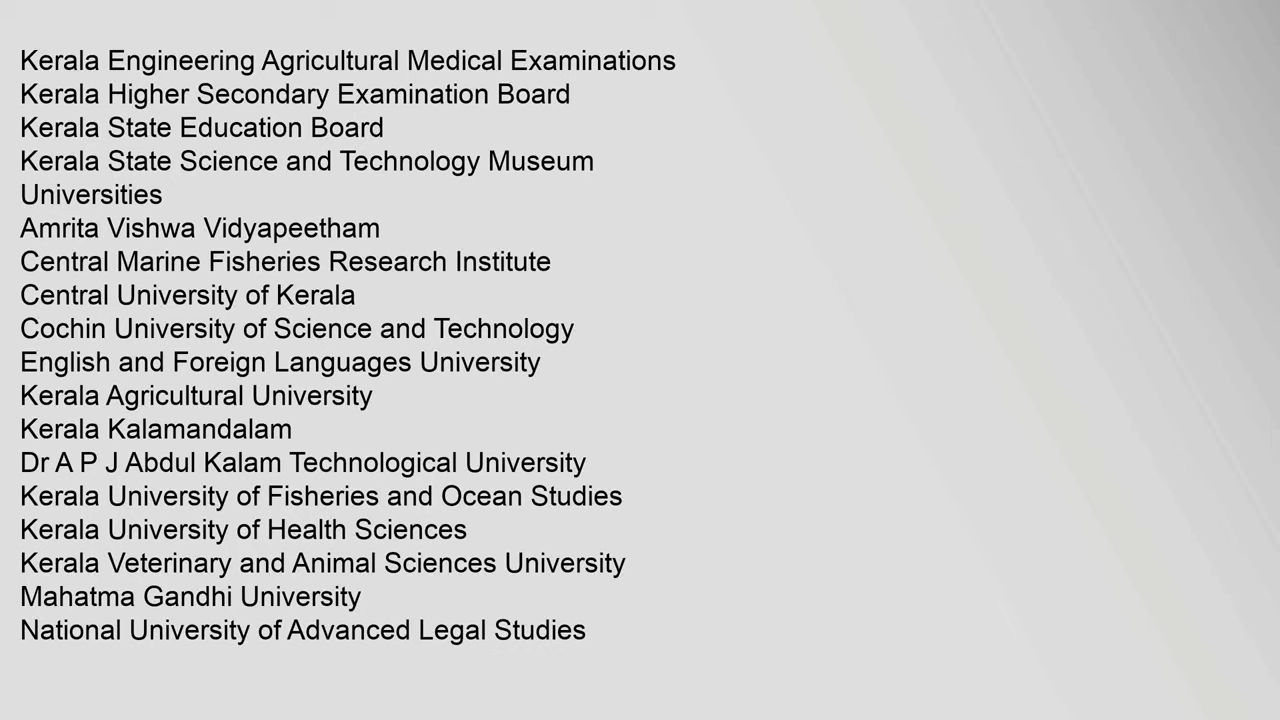 Kerala Engineering Agricultural Medical Examinations
Kerala Higher Secondary Examination Board
Kerala State Education Board
Kerala State Science and Technology Museum
Universities
Amrita Vishwa Vidyapeetham
Central Marine Fisheries Research Institute
Central University of Kerala
Cochin University of Science and Technology
English and Foreign Languages University
Kerala Agricultural University
Kerala Kalamandalam
Dr A P J Abdul Kalam Technological University
Kerala University of Fisheries and Ocean Studies
Kerala University of Health Sciences
Kerala Veterinary and Animal Sciences University
Mahatma Gandhi University
National University of Advanced Legal Studies